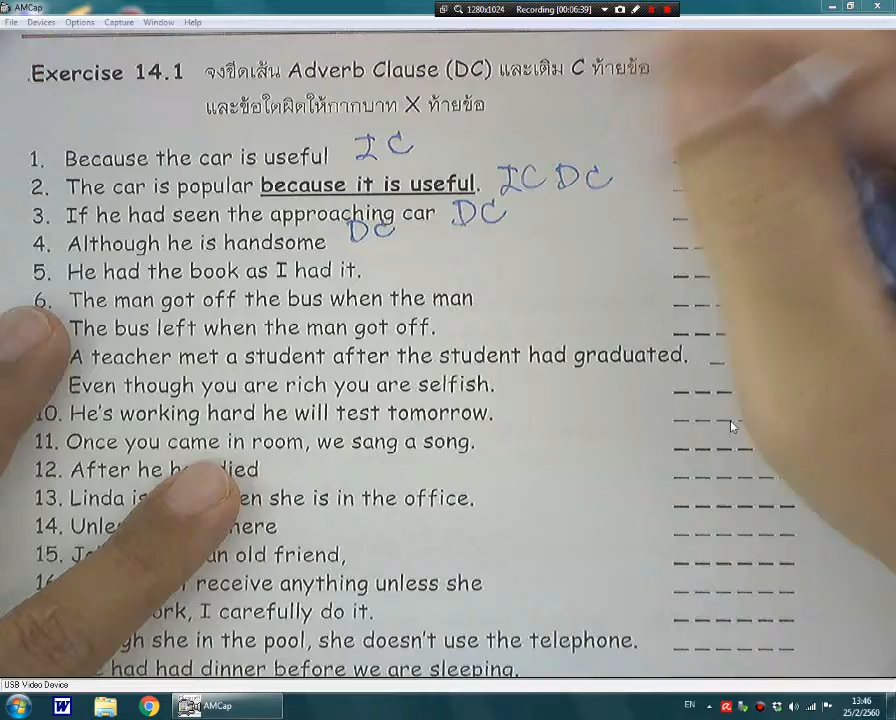 AMCap
1280x1024 Recording [00:06:39]
File Devices Options Capture Window Help
.Exercise 14.1 จงขีดเส้น Adverb Clause (DC) และเติม C ท้ายข้อ
และข้อใดผิดให้กากบาท X ท้ายข้อ
1. Because the car is useful IC
2. The car is popular because it is useful. IC DC
3. If he had seen the approaching car DC
4. Although he is handsome DC
5. He had the book as I had it.
6. The man got off the bus when the man
The bus left when the man got off.
A teacher met a student after the student had graduated.
Even though you are rich you are selfish.
10. He's working hard he will test tomorrow.
11. Once you came in room, we sang a song.
12. After he
13. Linda she is in the office.
14.
15. an old friend,
receive anything unless she
I carefully do it.
she in the pool, she doesn't use the telephone.
had had dinner before we are sleeping.
USB Video Device
AMCap EN 13:46
25/2/2560